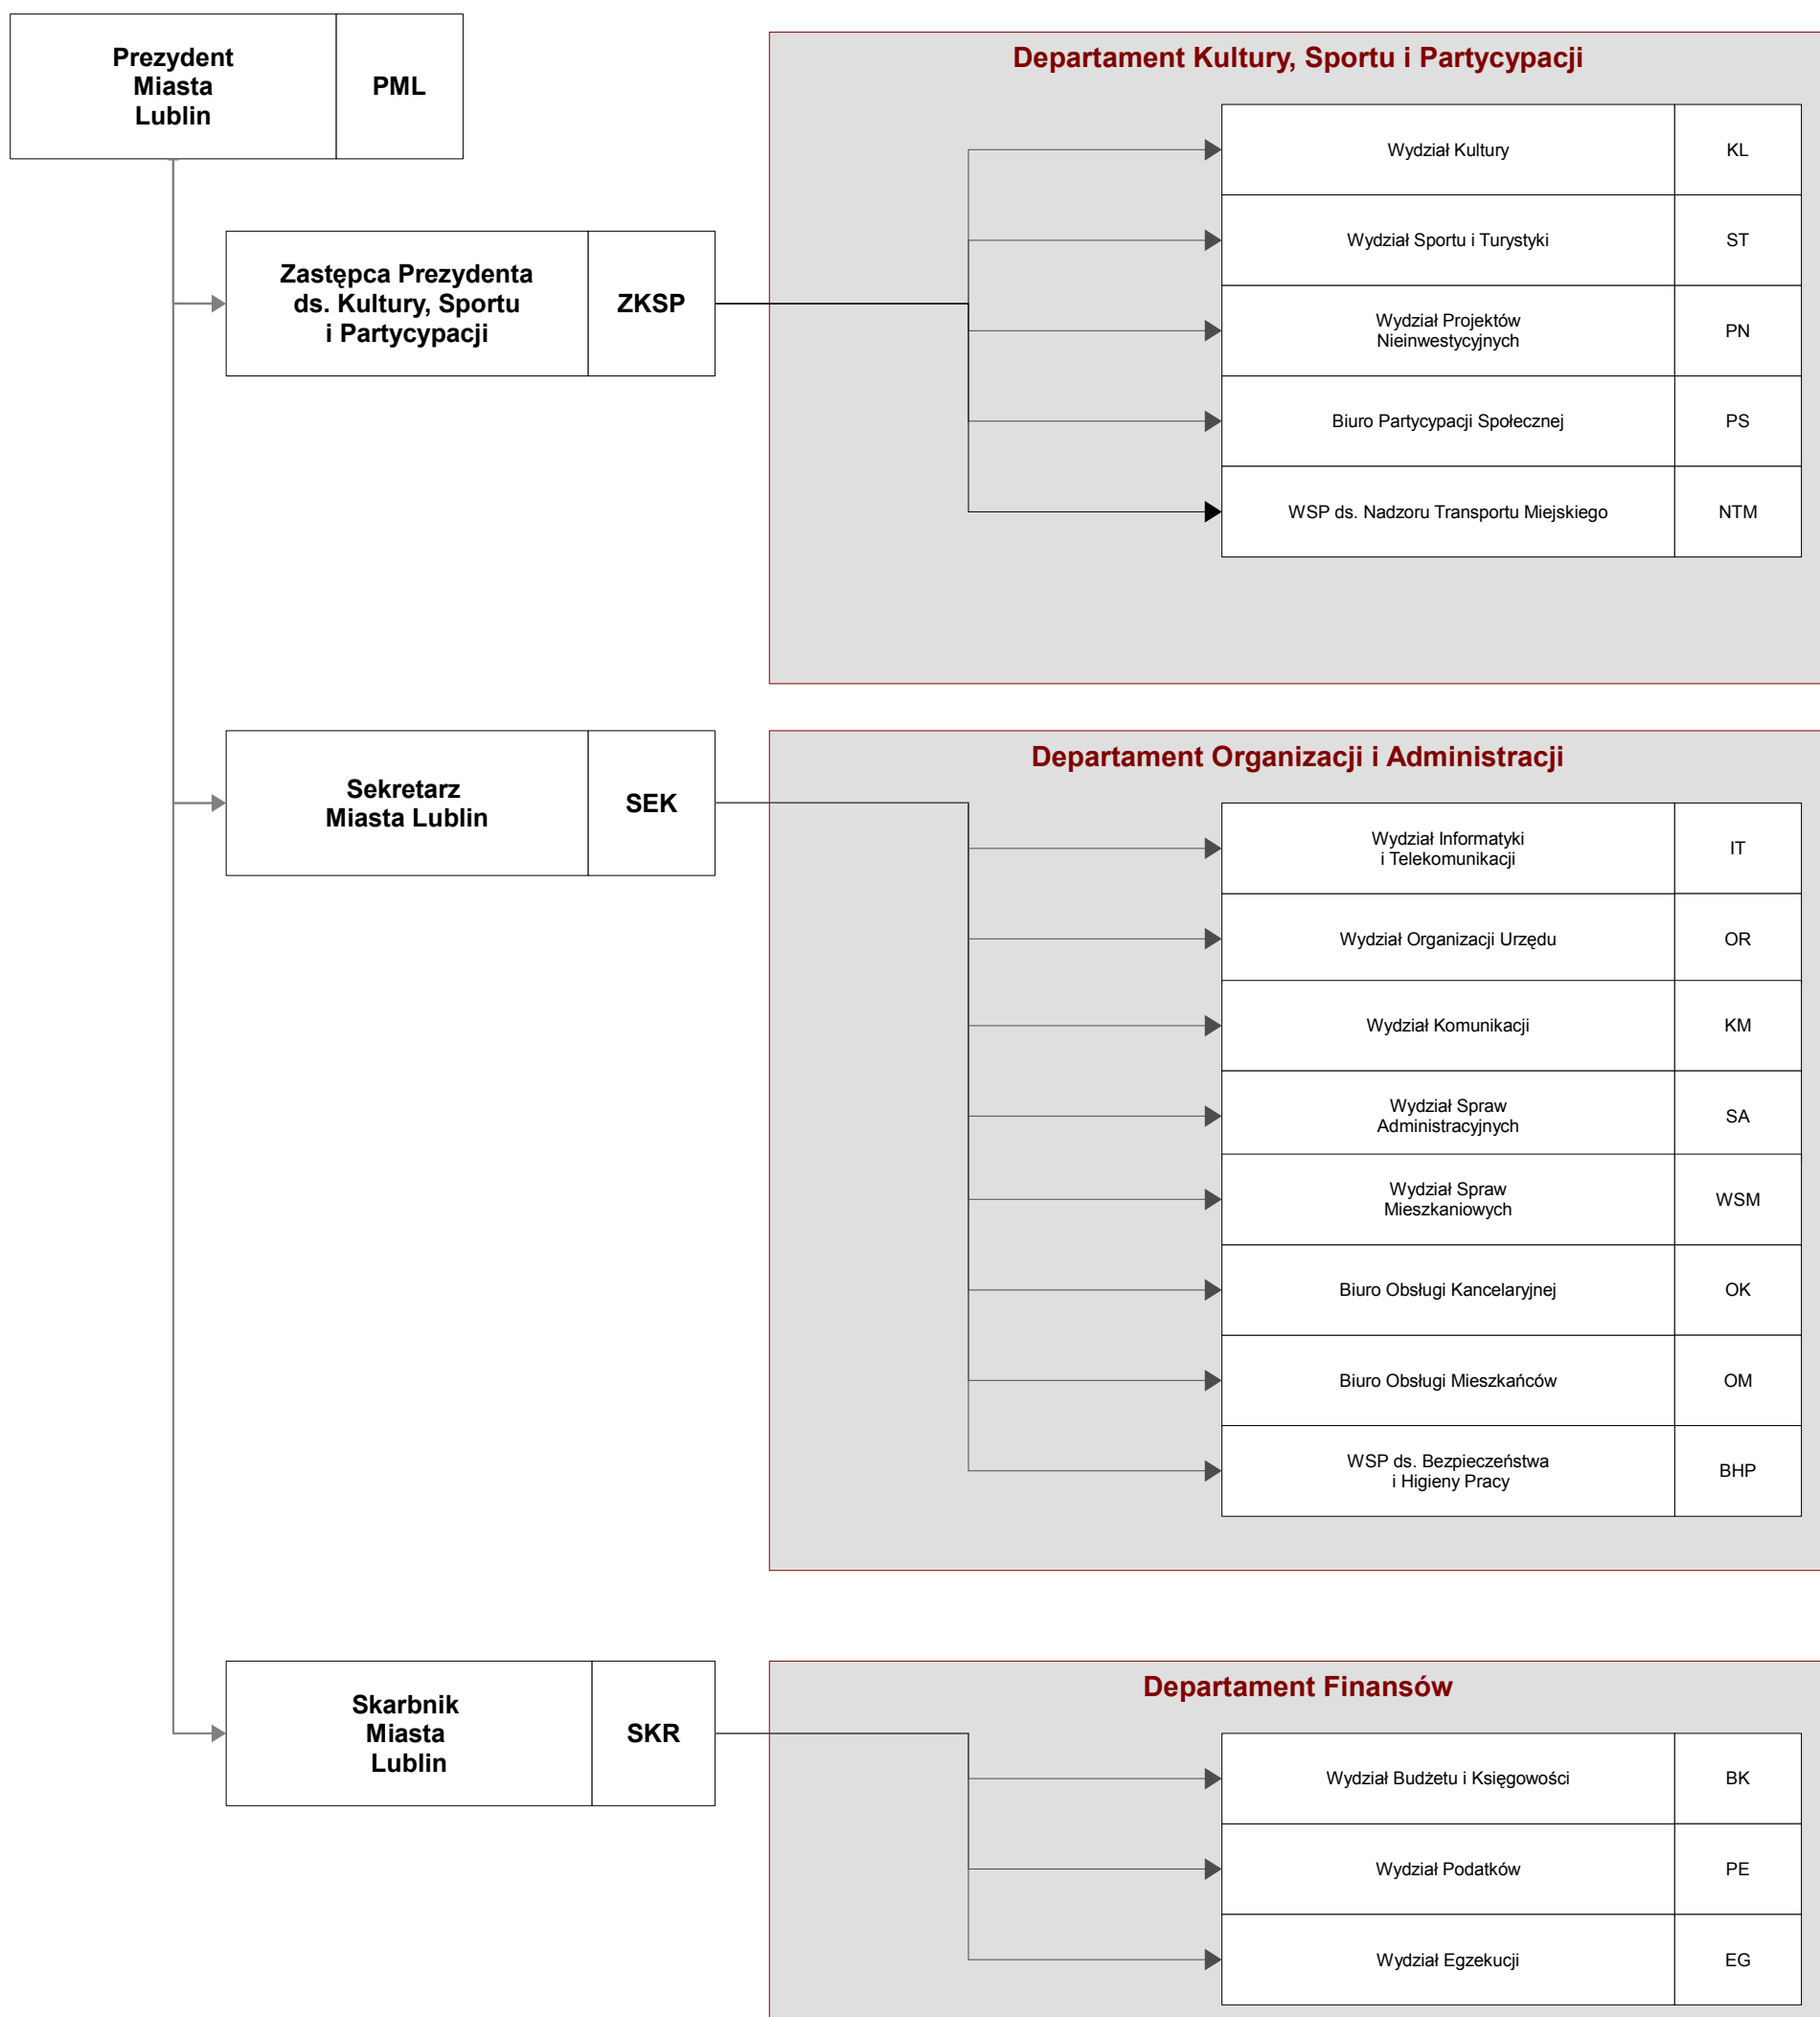 Prezydent
Miasta
Lublin
PML
Departament Kultury, Sportu i Partycypacji
Wydział Kultury
KL
Wydział Sportu i Turystyki
ST
Zastępca Prezydenta
ds. Kultury, Sportu
i Partycypacji
ZKSP
Wydział Projektów
Nieinwestycyjnych
PN
Biuro Partycypacji Społecznej
PS
WSP ds. Nadzoru Transportu Miejskiego
NTM
Departament Organizacji i Administracji
Sekretarz
Miasta Lublin
SEK
Wydział Informatyki
i Telekomunikacji
IT
Wydział Organizacji Urzędu
OR
Wydział Komunikacji
KM
Wydział Spraw
Administracyjnych
SA
Wydział Spraw
Mieszkaniowych
WSM
Biuro Obsługi Kancelaryjnej
OK
Biuro Obsługi Mieszkańców
OM
WSP ds. Bezpieczeństwa
i Higieny Pracy
BHP
Departament Finansów
Skarbnik
Miasta
Lublin
SKR
Wydział Budżetu i Księgowości
BK
Wydział Podatków
PE
Wydział Egzekucji
EG